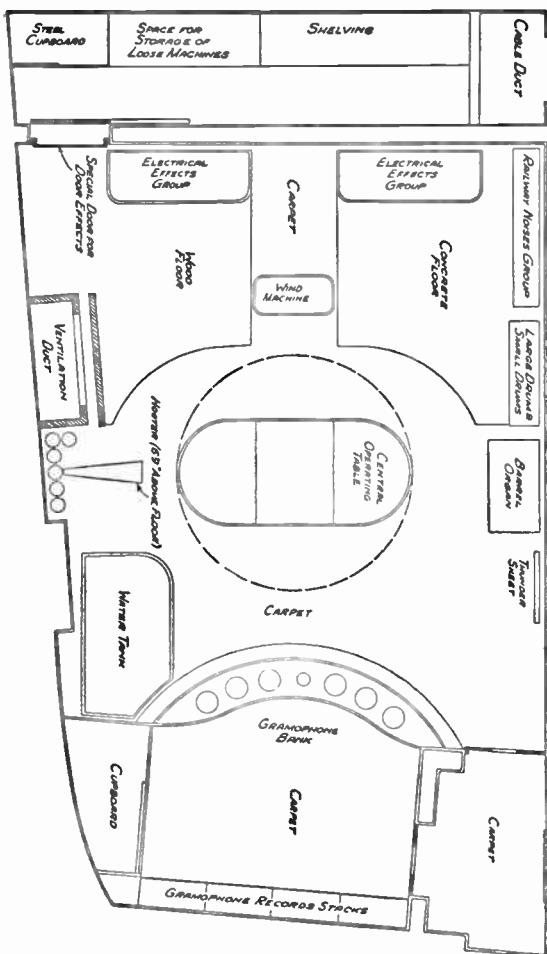 STEEL
CUPBOARD
SPACE FOR
STORAGE OF
LOOSE MACHINES
SHELVING
CABLE DUCT
SPECIAL DOOR FOR
DOOR EFFECTS
ELECTRICAL
EFFECTS
GROUP
CARPET
ELECTRICAL
EFFECTS
GROUP
RAILWAY NOISES GROUP
WOOD
FLOOR
CONCRETE
FLOOR
WIND
MACHINE
VENTILATION
DUCT
LARGE DRUMS
SMALL DRUMS
HOOTER (6'9" ABOVE FLOOR)
CENTRAL
OPERATING
TABLE
BARREL
ORGAN
THUNDER
SHEET
WATER TANK
CARPET
GRAMOPHONE
BANK
CUPBOARD
CARPET
CARPET
GRAMOPHONE RECORDS STACKS